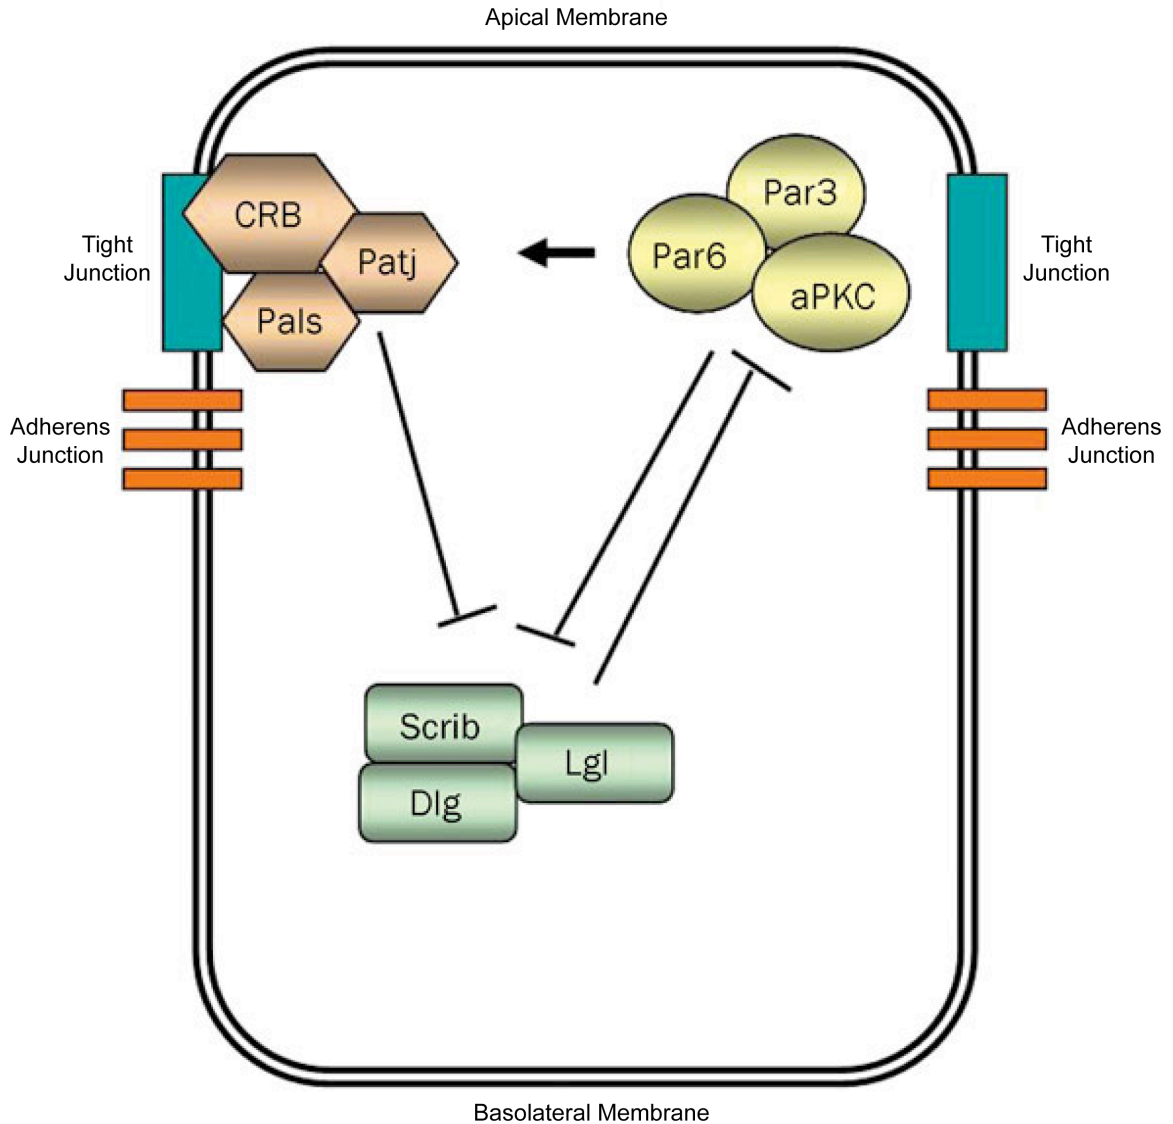 Apical Membrane
CRB
Patj
Pals
Par3
Par6
aPKC
Tight
Junction
Tight
Junction
Adherens
Junction
Adherens
Junction
Scrib
Lgl
Dlg
Basolateral Membrane